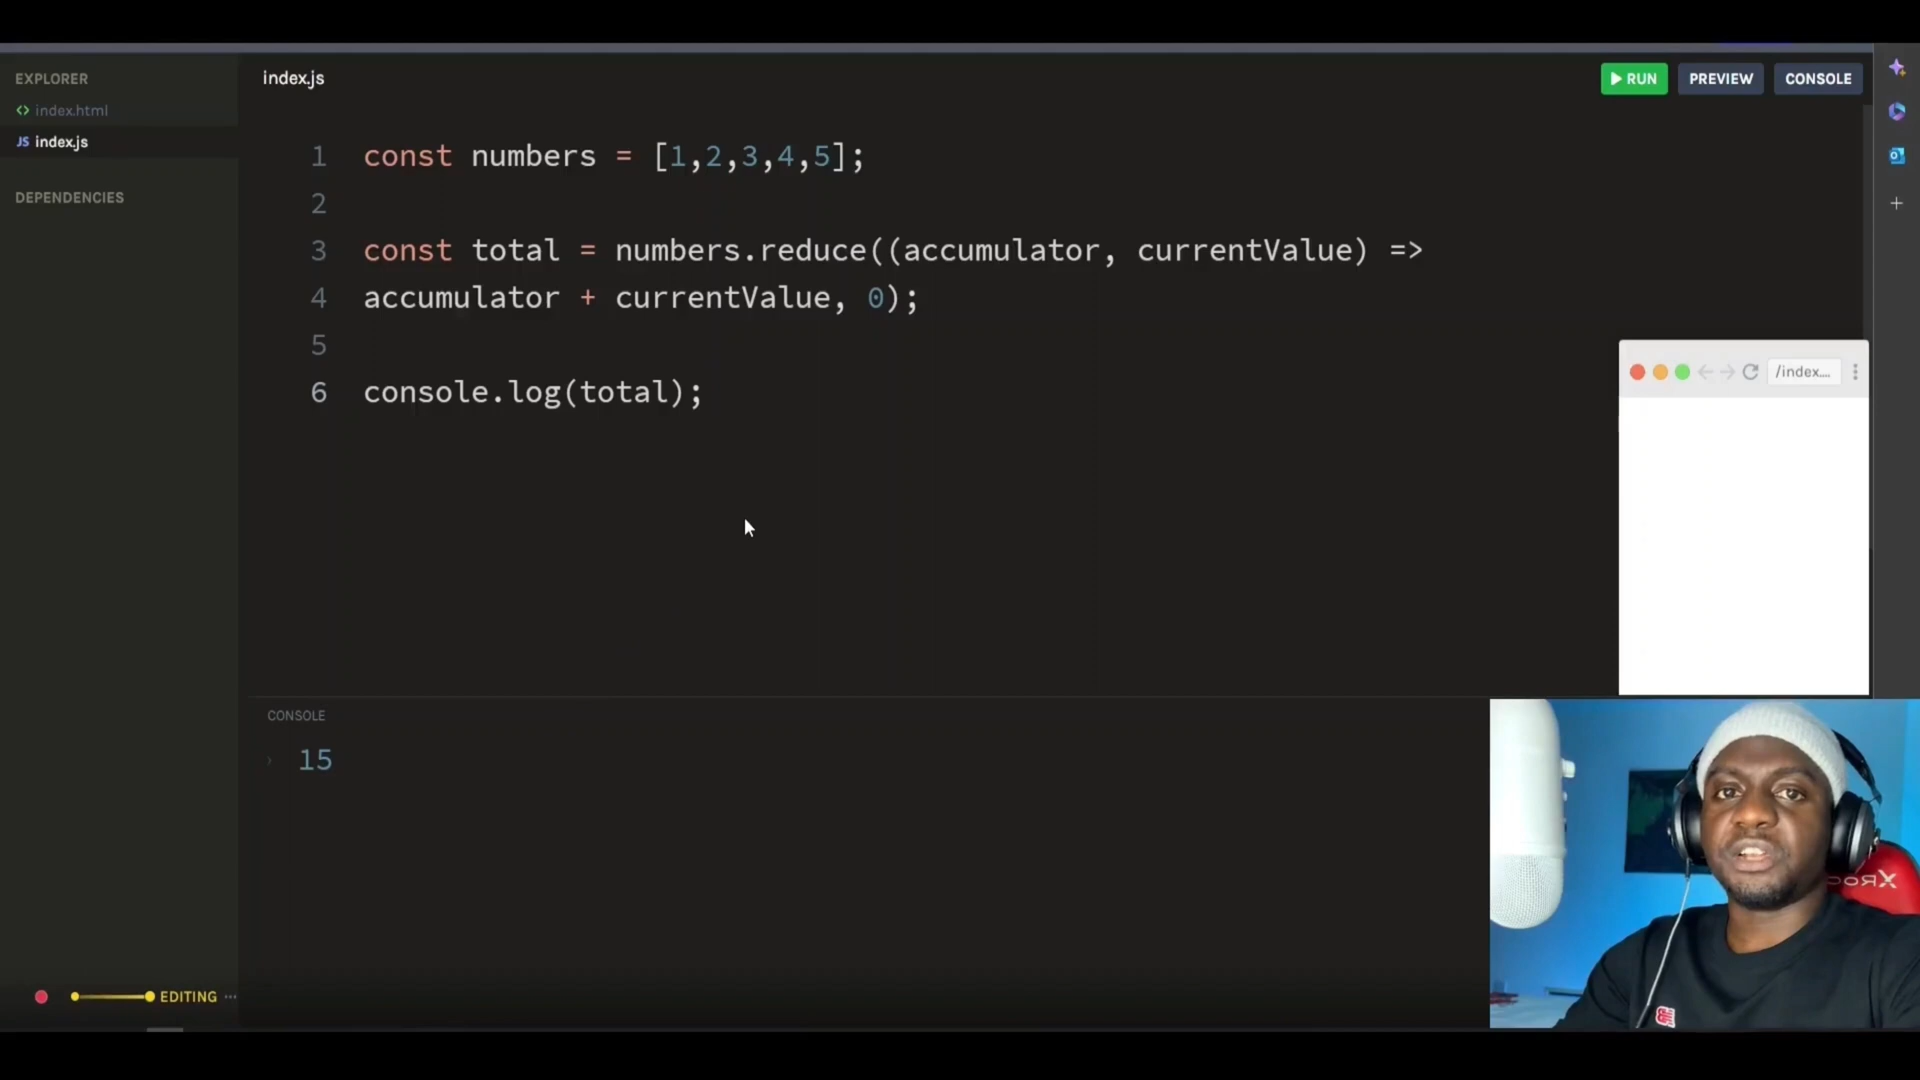 EXPLORER
index.html
JS index.js
DEPENDENCIES
index.js
RUN
PREVIEW
CONSOLE
1 const numbers = [1,2,3,4,5];
2
3 const total = numbers.reduce((accumulator, currentValue) =>
4 accumulator + currentValue, 0);
5
6 console.log(total);
/index...
CONSOLE
15
EDITING ...